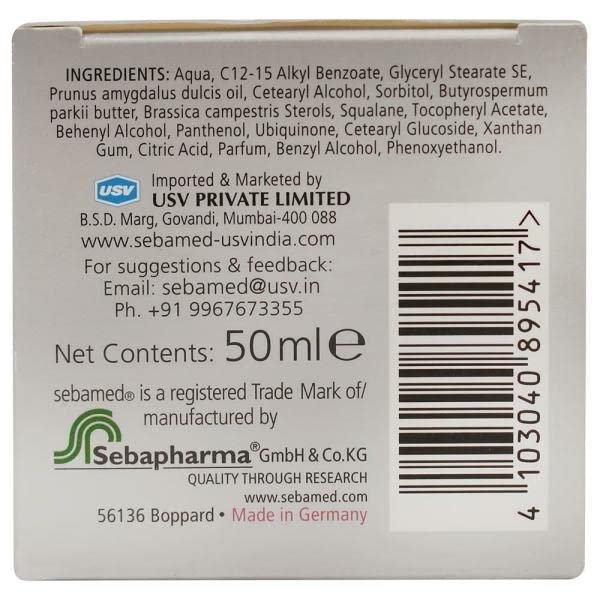 INGREDIENTS: Aqua, C12-15 Alkyl Benzoate, Glyceryl Stearate SE,
Prunus amygdalus dulcis oil, Cetearyl Alcohol, Sorbitol, Butyrospermum
parkii butter, Brassica campestris Sterols, Squalane, Tocopheryl Acetate,
Behenyl Alcohol, Panthenol, Ubiquinone, Cetearyl Glucoside, Xanthan
Gum, Citric Acid, Parfum, Benzyl Alcohol, Phenoxyethanol.
USV
Imported & Marketed by
USV PRIVATE LIMITED
B.S.D. Marg, Govandi, Mumbai-400 088
www.sebamed-usvindia.com
For suggestions & feedback:
Email: sebamed@usv.in
Ph. +91 9967673355
Net Contents: 50ml℮
sebamed® is a registered Trade Mark of/
manufactured by
Sebapharma® GmbH & Co.KG
QUALITY THROUGH RESEARCH
www.sebamed.com
56136 Boppard • Made in Germany
4 103040 895417 >